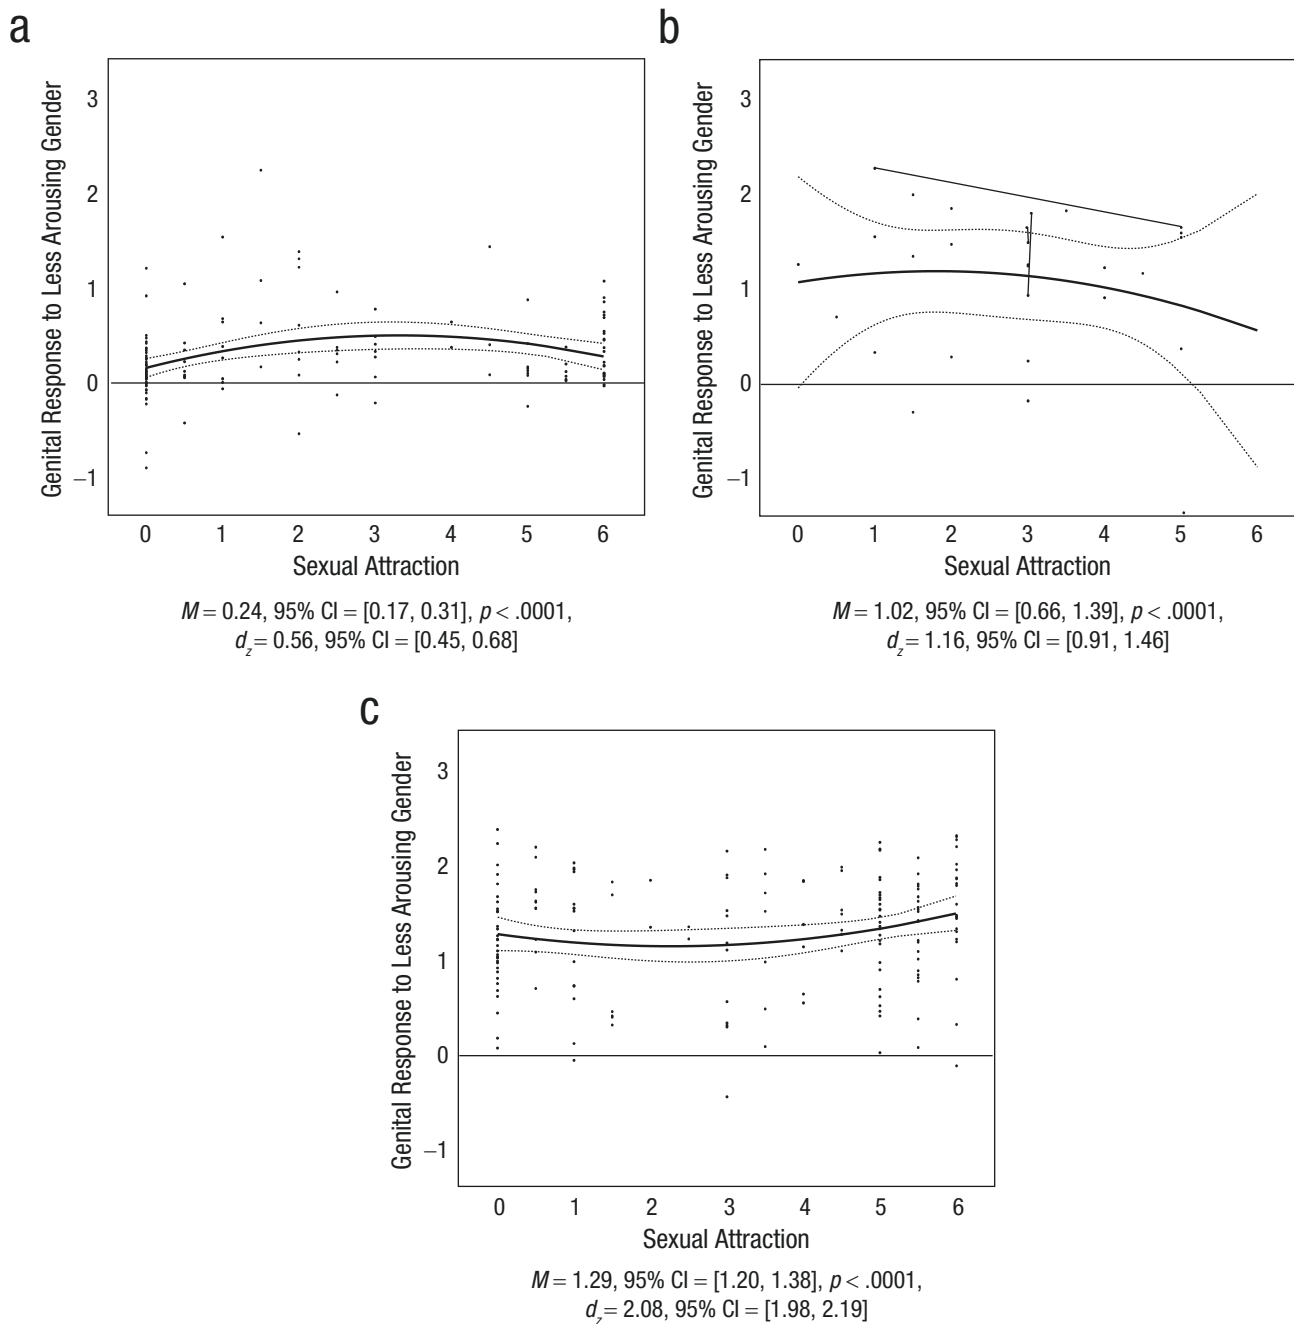 a
Genital Response to Less Arousing Gender
3
2
1
0
−1
0 1 2 3 4 5 6
Sexual Attraction
M = 0.24, 95% CI = [0.17, 0.31], p < .0001,
dz = 0.56, 95% CI = [0.45, 0.68]
b
Genital Response to Less Arousing Gender
3
2
1
0
−1
0 1 2 3 4 5 6
Sexual Attraction
M = 1.02, 95% CI = [0.66, 1.39], p < .0001,
dz = 1.16, 95% CI = [0.91, 1.46]
c
Genital Response to Less Arousing Gender
3
2
1
0
−1
0 1 2 3 4 5 6
Sexual Attraction
M = 1.29, 95% CI = [1.20, 1.38], p < .0001,
dz = 2.08, 95% CI = [1.98, 2.19]